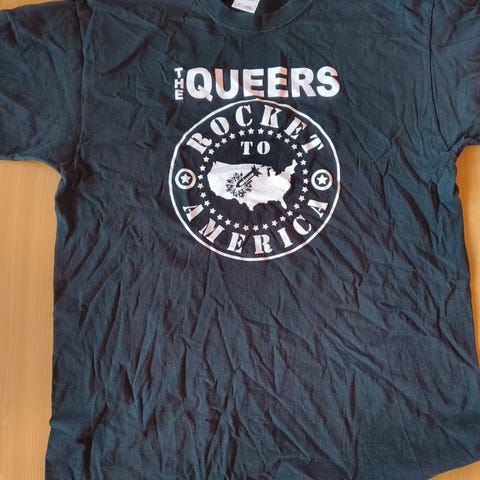 THE QUEERS
ROCKET
TO
AMERICA